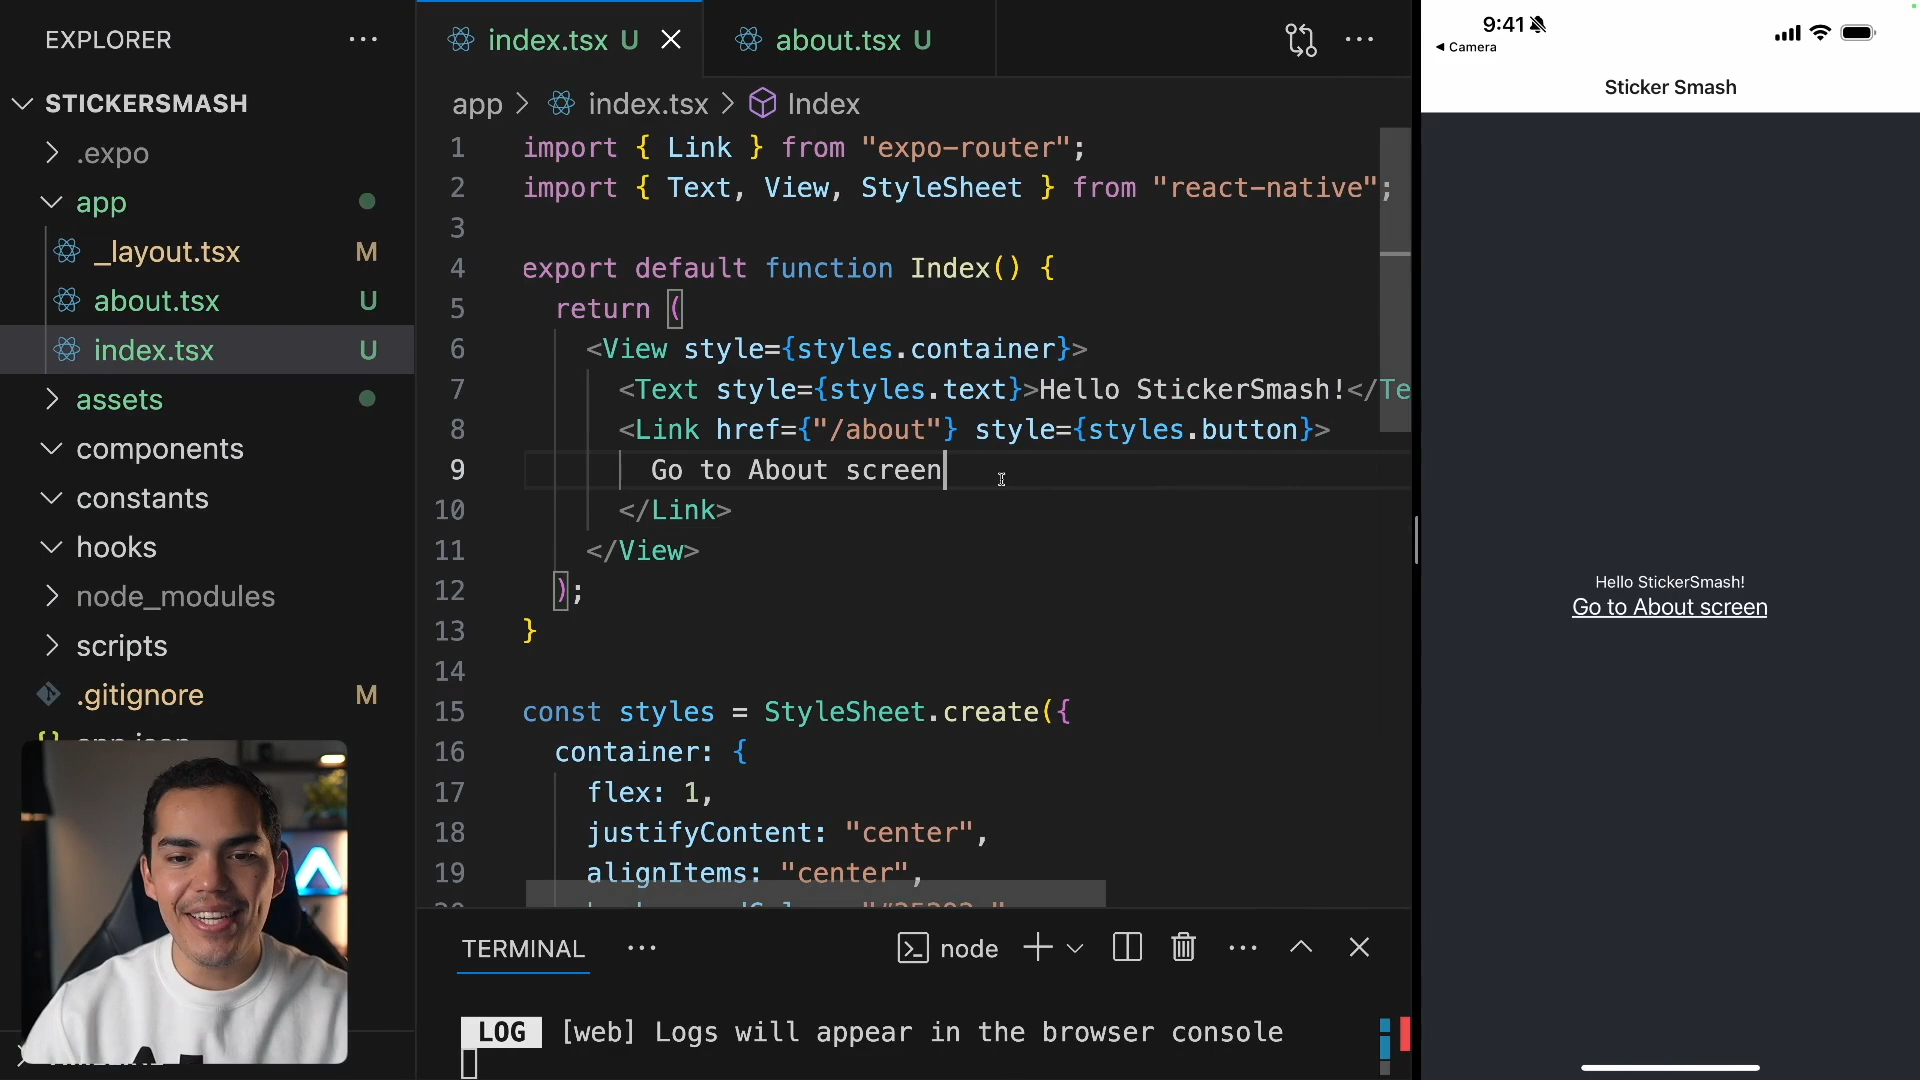 EXPLORER
STICKERSMASH
.expo
app
_layout.tsx M
about.tsx U
index.tsx U
assets
components
constants
hooks
node_modules
scripts
.gitignore M
index.tsx U
about.tsx U
app > index.tsx > Index
1 import { Link } from "expo-router";
2 import { Text, View, StyleSheet } from "react-native";
3
4 export default function Index() {
5 return (
6 <View style={styles.container}>
7 <Text style={styles.text}>Hello StickerSmash!</Te
8 <Link href={"/about"} style={styles.button}>
9 Go to About screen
10 </Link>
11 </View>
12 );
13 }
14
15 const styles = StyleSheet.create({
16 container: {
17 flex: 1,
18 justifyContent: "center",
19 alignItems: "center",
TERMINAL
node
LOG [web] Logs will appear in the browser console
9:41
Camera
Sticker Smash
Hello StickerSmash!
Go to About screen